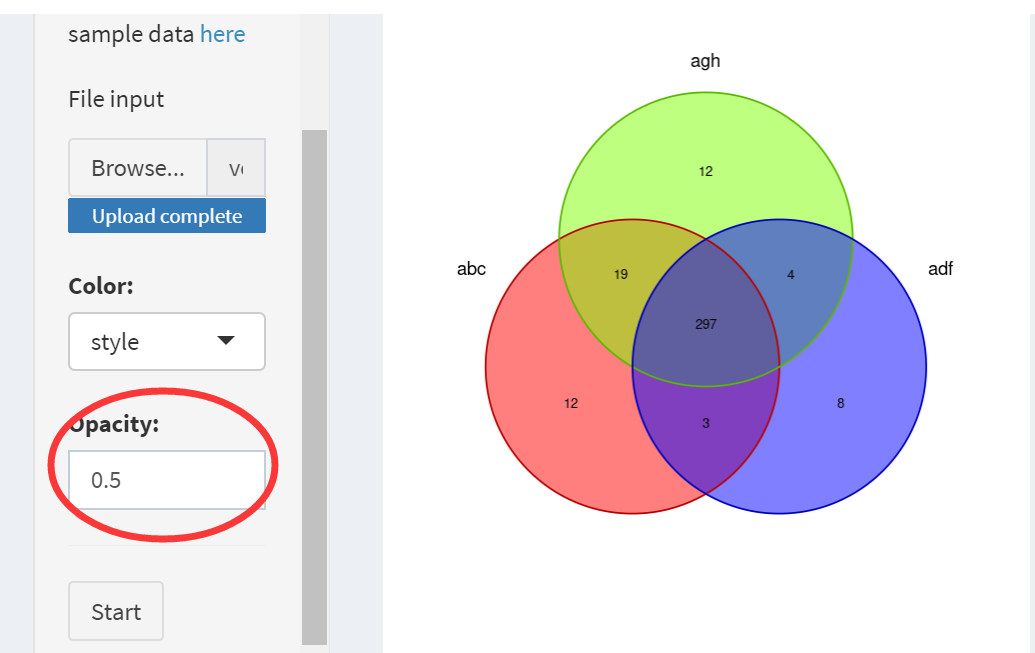 sample data here
File input
Browse...
Upload complete
Color:
style
Opacity:
0.5
Start
agh
12
abc
adf
19
4
297
12
8
3